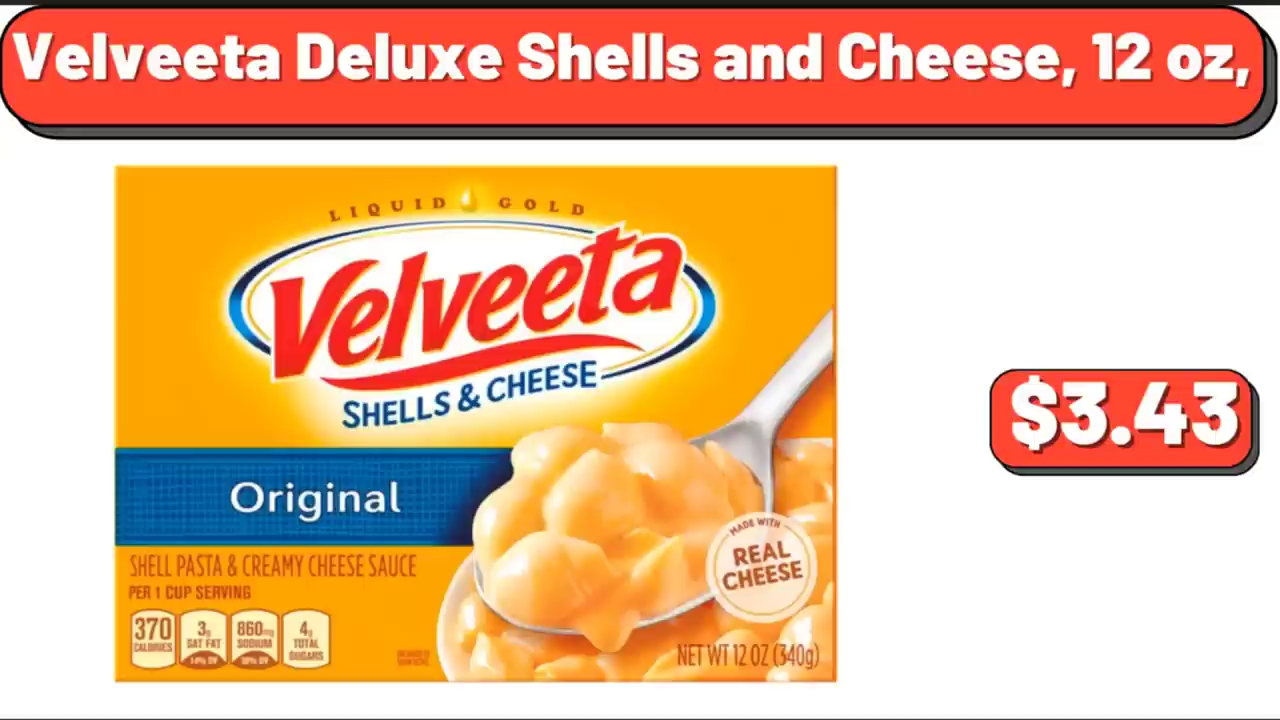 Velveeta Deluxe Shells and Cheese, 12 oz,
LIQUID GOLD
Velveeta
SHELLS & CHEESE
Original
SHELL PASTA & CREAMY CHEESE SAUCE
PER 1 CUP SERVING
370 CALORIES
3g SAT FAT 14% DV
860mg SODIUM
4g TOTAL SUGARS
MADE WITH
REAL
CHEESE
NET WT 12 OZ (340g)
$3.43